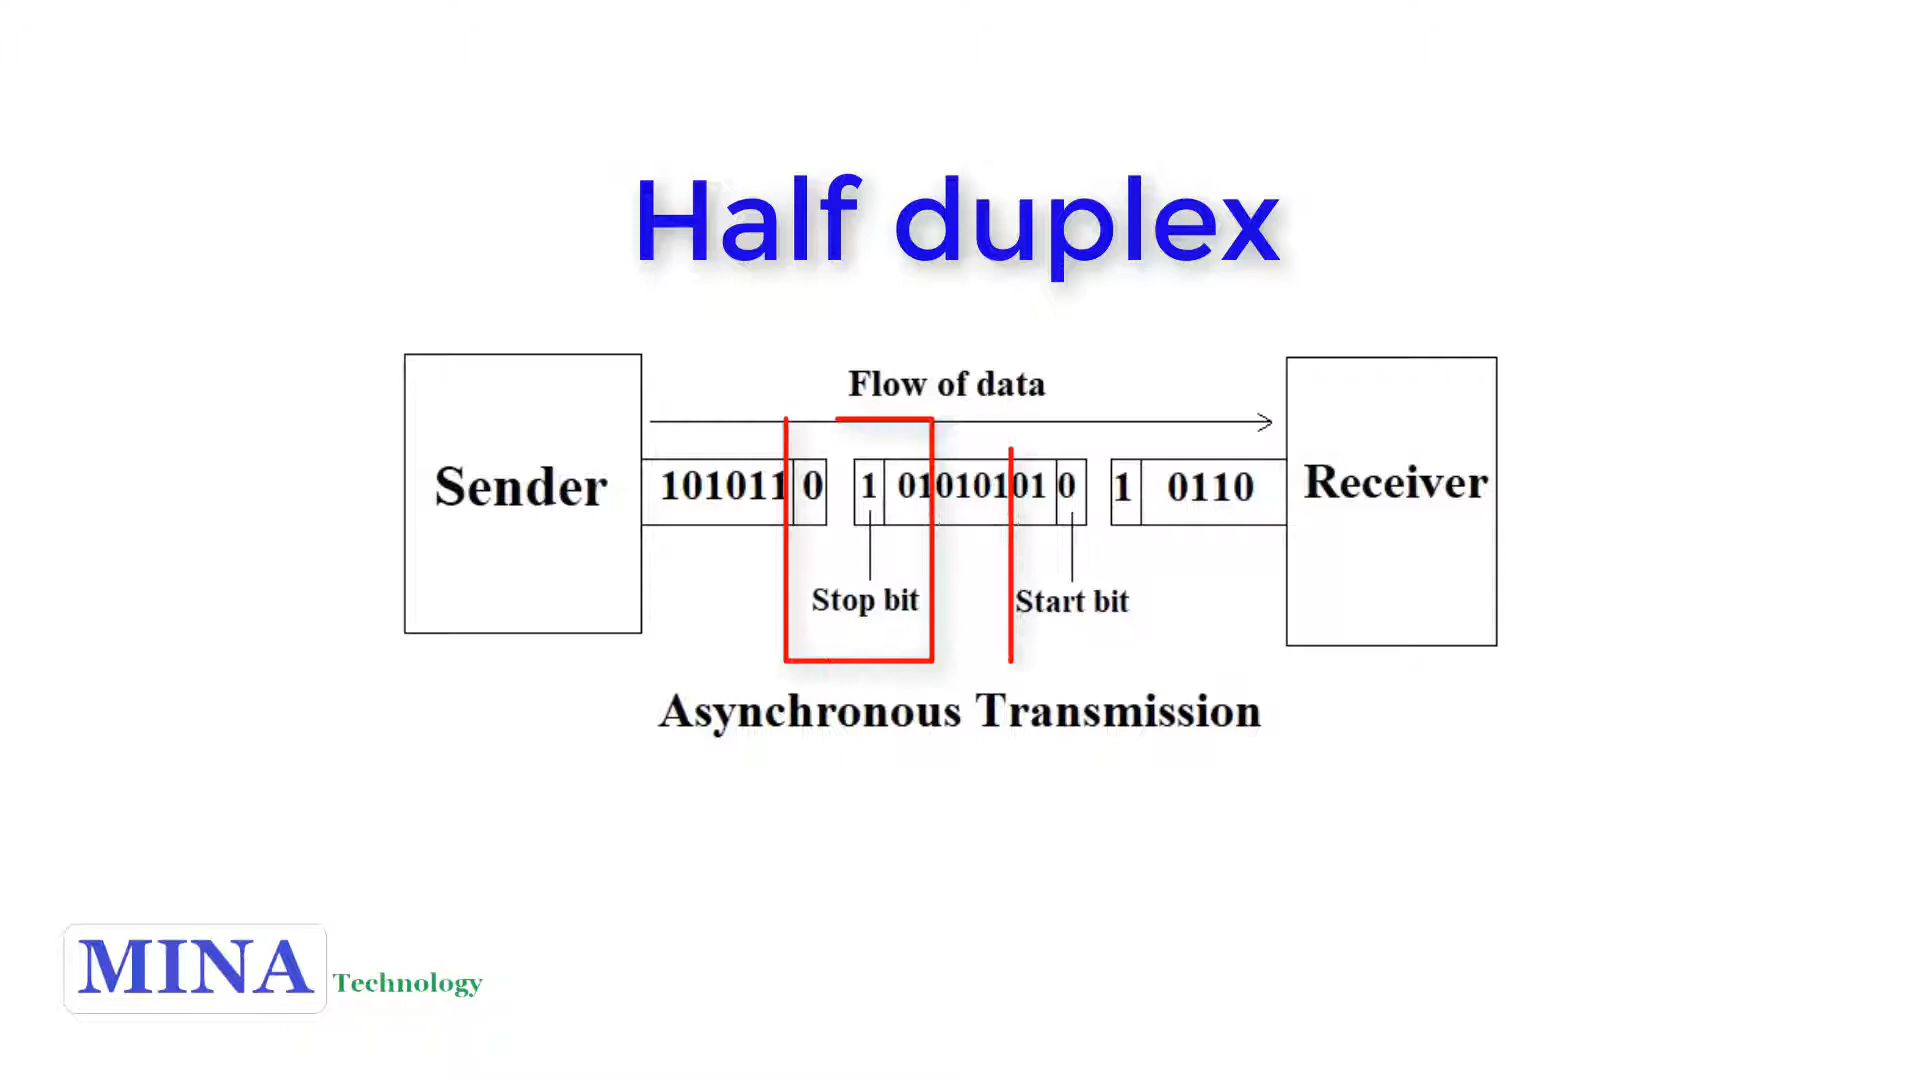 Half duplex
Flow of data
Sender
101011 0
1 01010101 0
1 0110
Receiver
Stop bit
Start bit
Asynchronous Transmission
MINA Technology